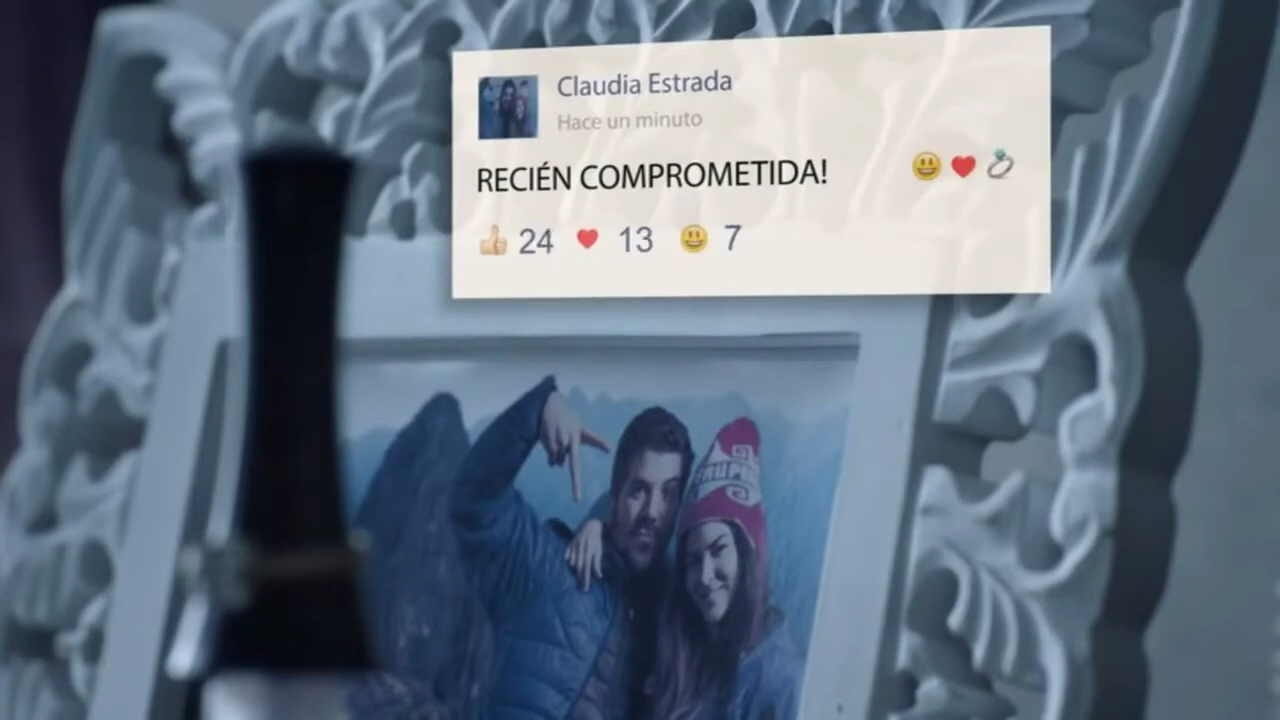 Claudia Estrada
Hace un minuto
RECIÉN COMPROMETIDA! 😃❤️💍
👍 24 ❤️ 13 😃 7